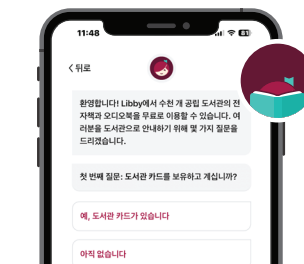 11:48
뒤로
환영합니다! Libby에서 수천 개 공립 도서관의 전
자책과 오디오북을 무료로 이용할 수 있습니다. 여
러분을 도서관으로 안내하기 위해 몇 가지 질문을
드리겠습니다.
첫 번째 질문: 도서관 카드를 보유하고 계십니까?
예, 도서관 카드가 있습니다
아직 없습니다